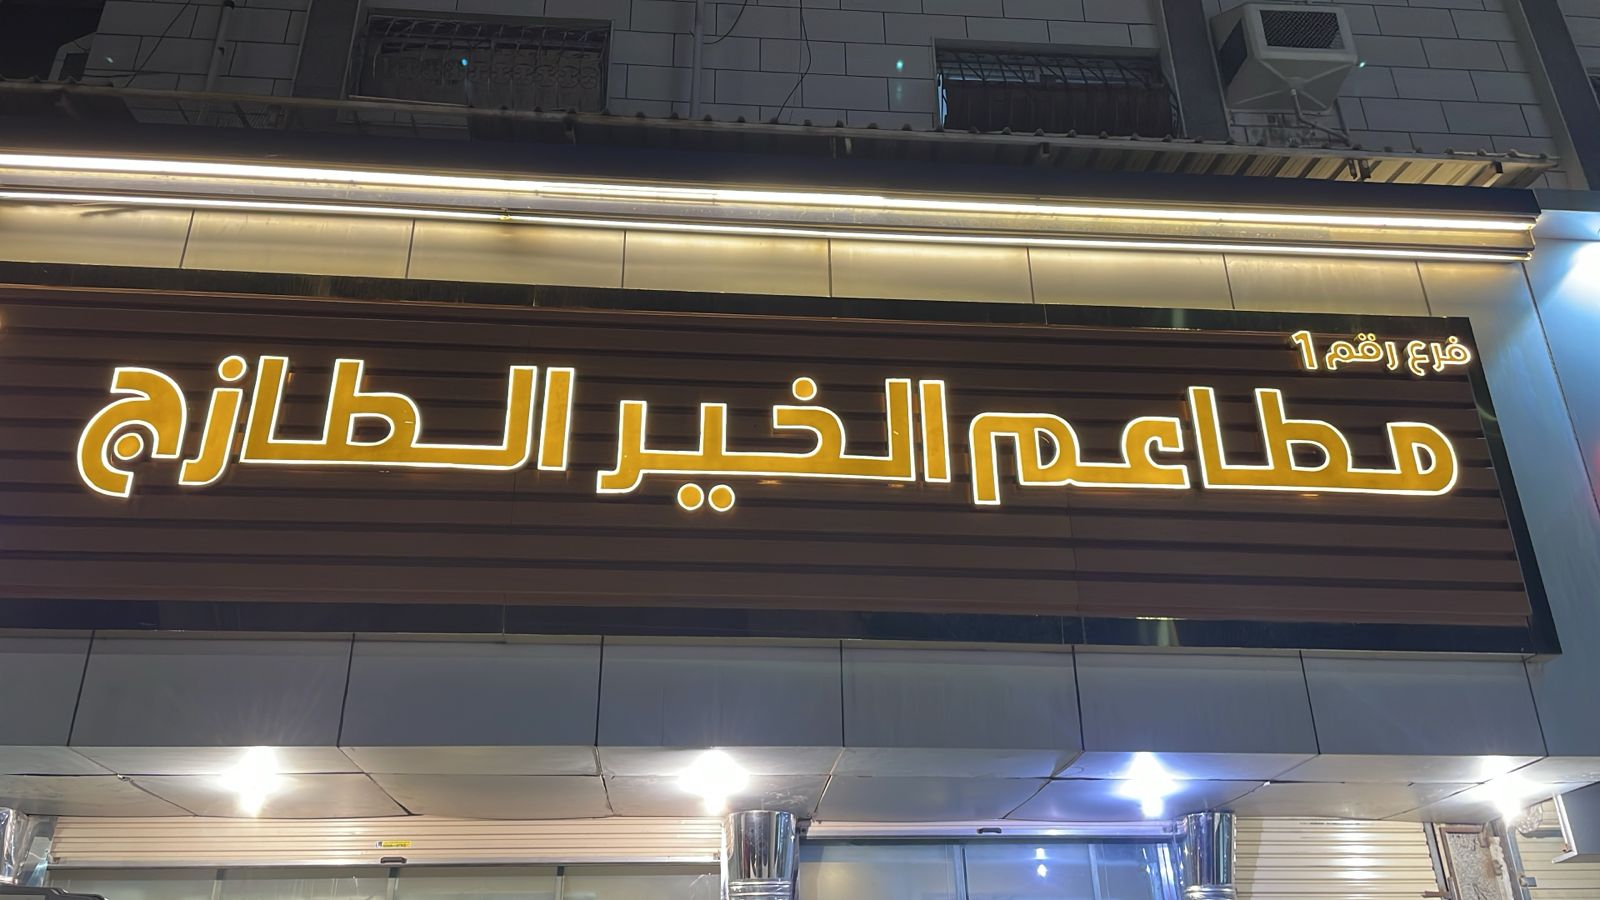 فرع رقم 1
مطاعم الخير الطازج